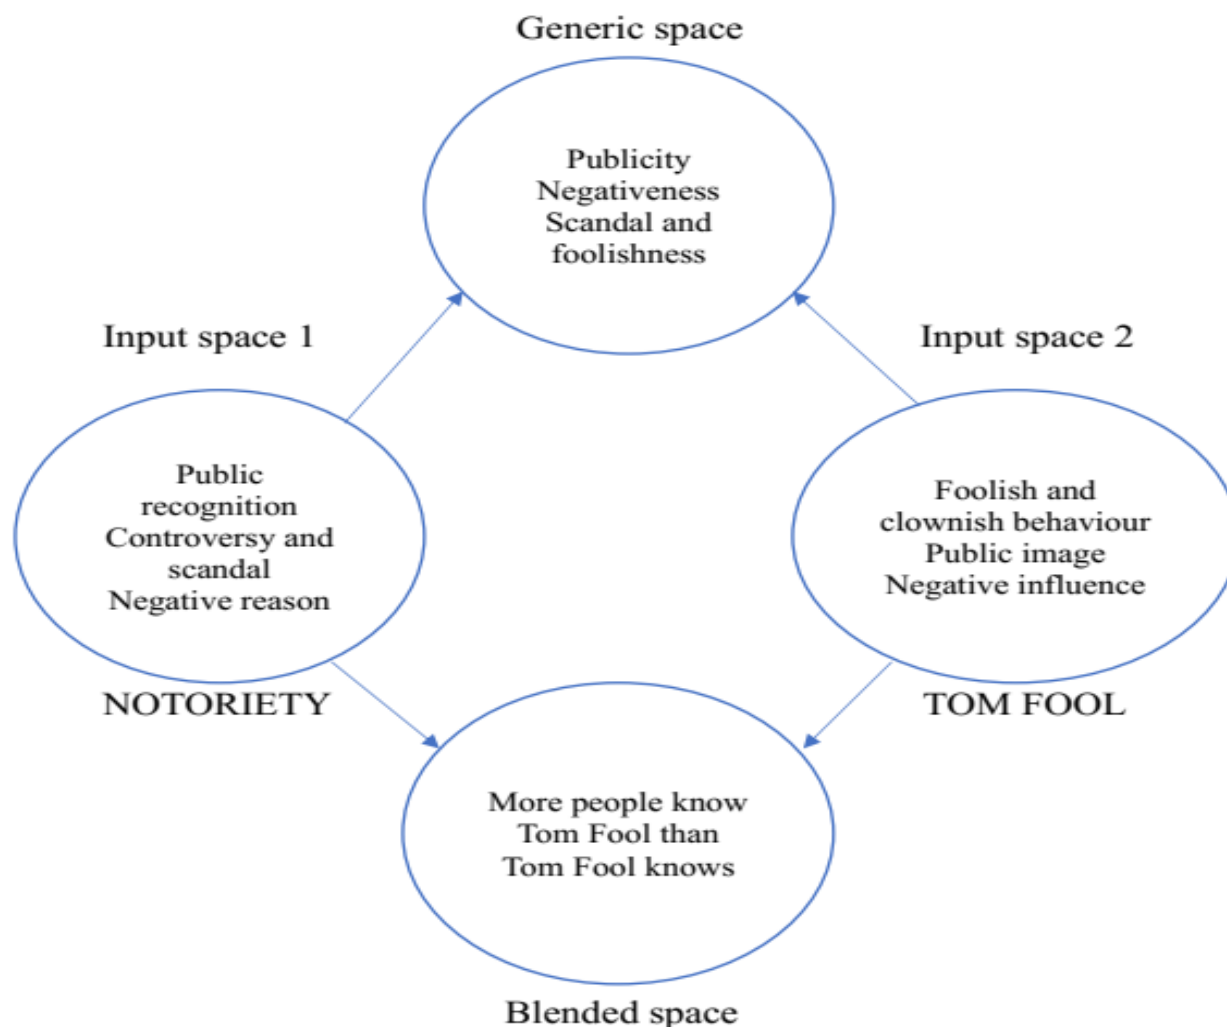 Generic space
Publicity
Negativeness
Scandal and
foolishness
Input space 1
Input space 2
Public
recognition
Controversy and
scandal
Negative reason
Foolish and
clownish behaviour
Public image
Negative influence
NOTORIETY
TOM FOOL
More people know
Tom Fool than
Tom Fool knows
Blended space